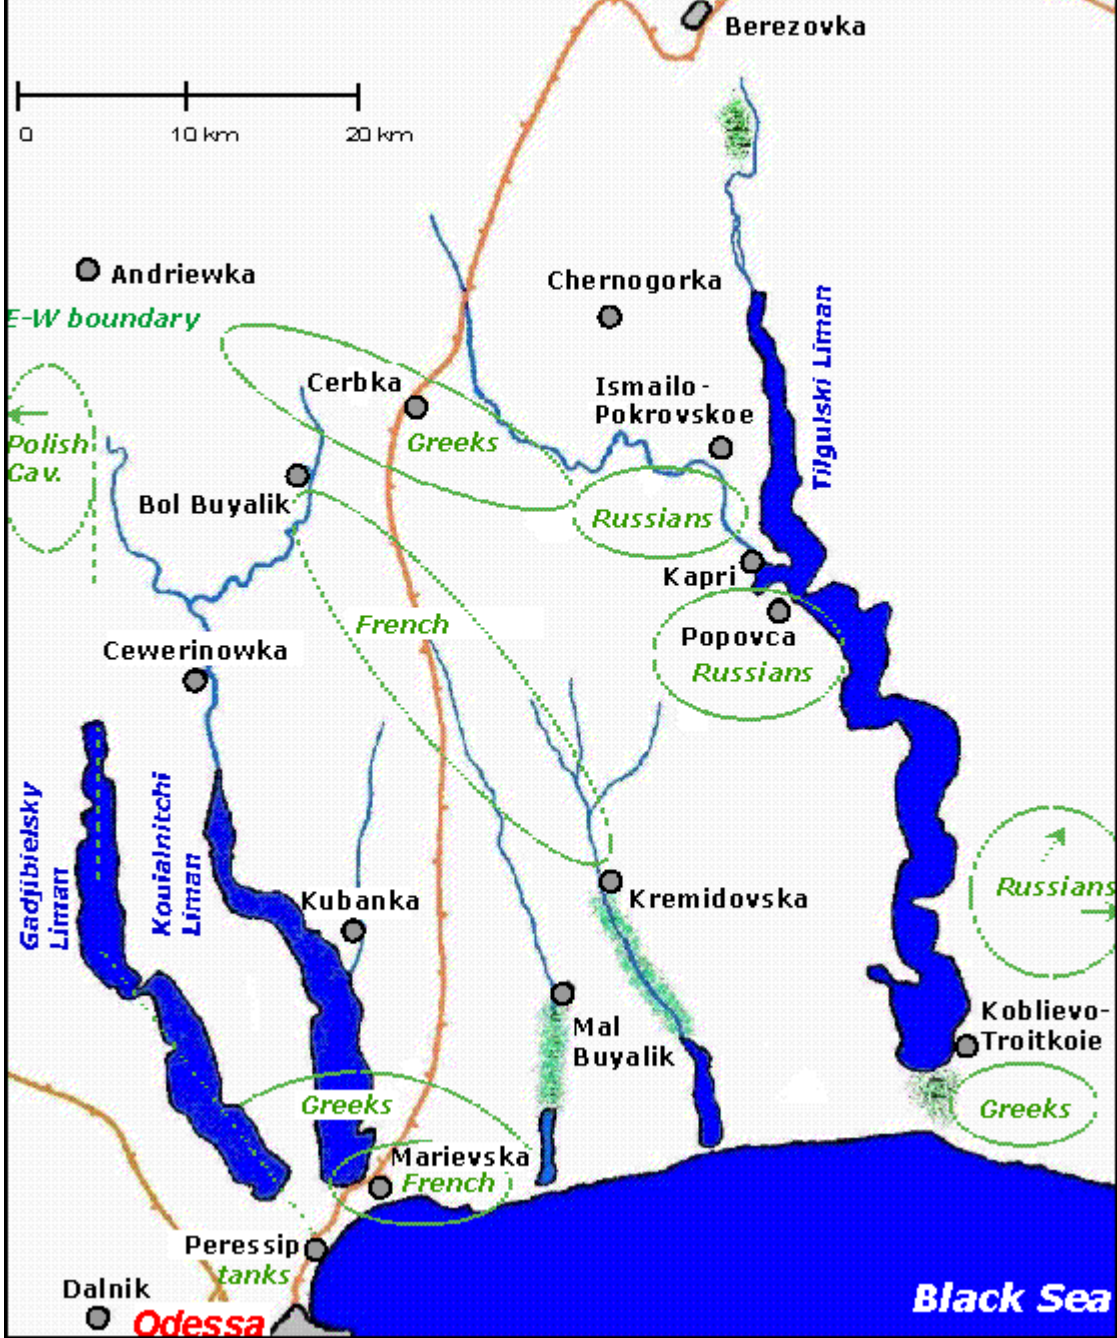 Berezovka
0 10 km 20 km
Andriewka
Chernogorka
E-W boundary
Tilgulski Liman
Cerbka
Ismailo-
Pokrovskoe
Greeks
Polish
Cav.
Bol Buyalik
Russians
Kapri
French
Popovca
Russians
Cewerinowka
Gadjibielsky
Liman
Kouialnitchi
Liman
Kubanka
Kremidovska
Russians
Koblievo-
Troitkoie
Mal
Buyalik
Greeks
Greeks
Marievska
French
Peressip
tanks
Dalnik
Odessa
Black Sea